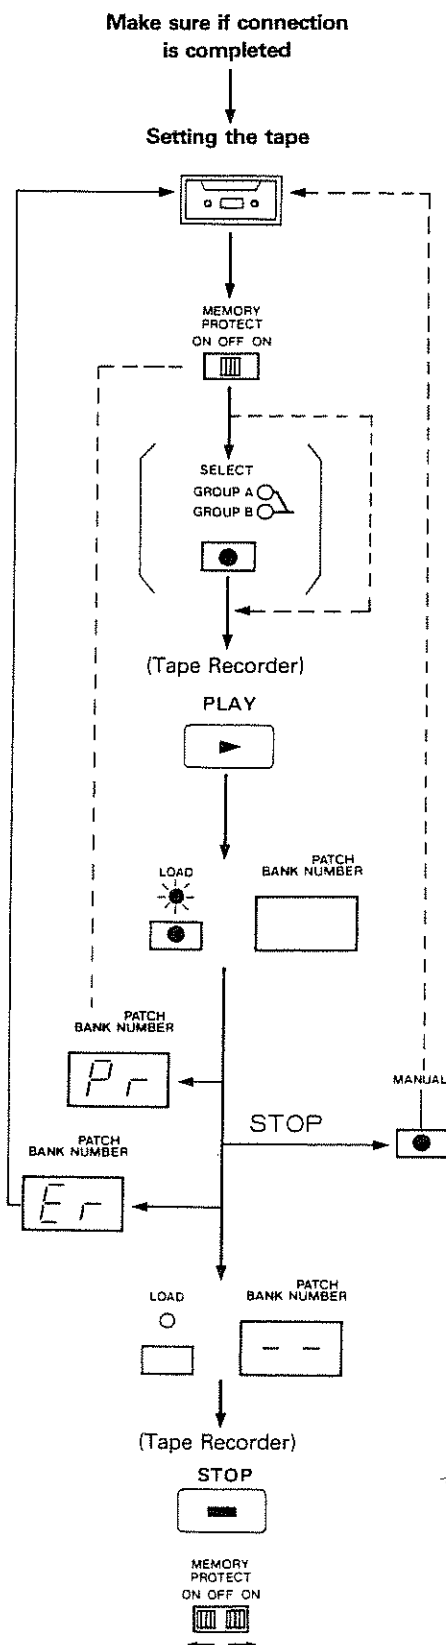 Make sure if connection
is completed
Setting the tape
MEMORY
PROTECT
ON OFF ON
SELECT
GROUP A
GROUP B
(Tape Recorder)
PLAY
LOAD
PATCH
BANK NUMBER
PATCH
BANK NUMBER
Pr
STOP
MANUAL
PATCH
BANK NUMBER
Er
LOAD
PATCH
BANK NUMBER
- -
(Tape Recorder)
STOP
MEMORY
PROTECT
ON OFF ON